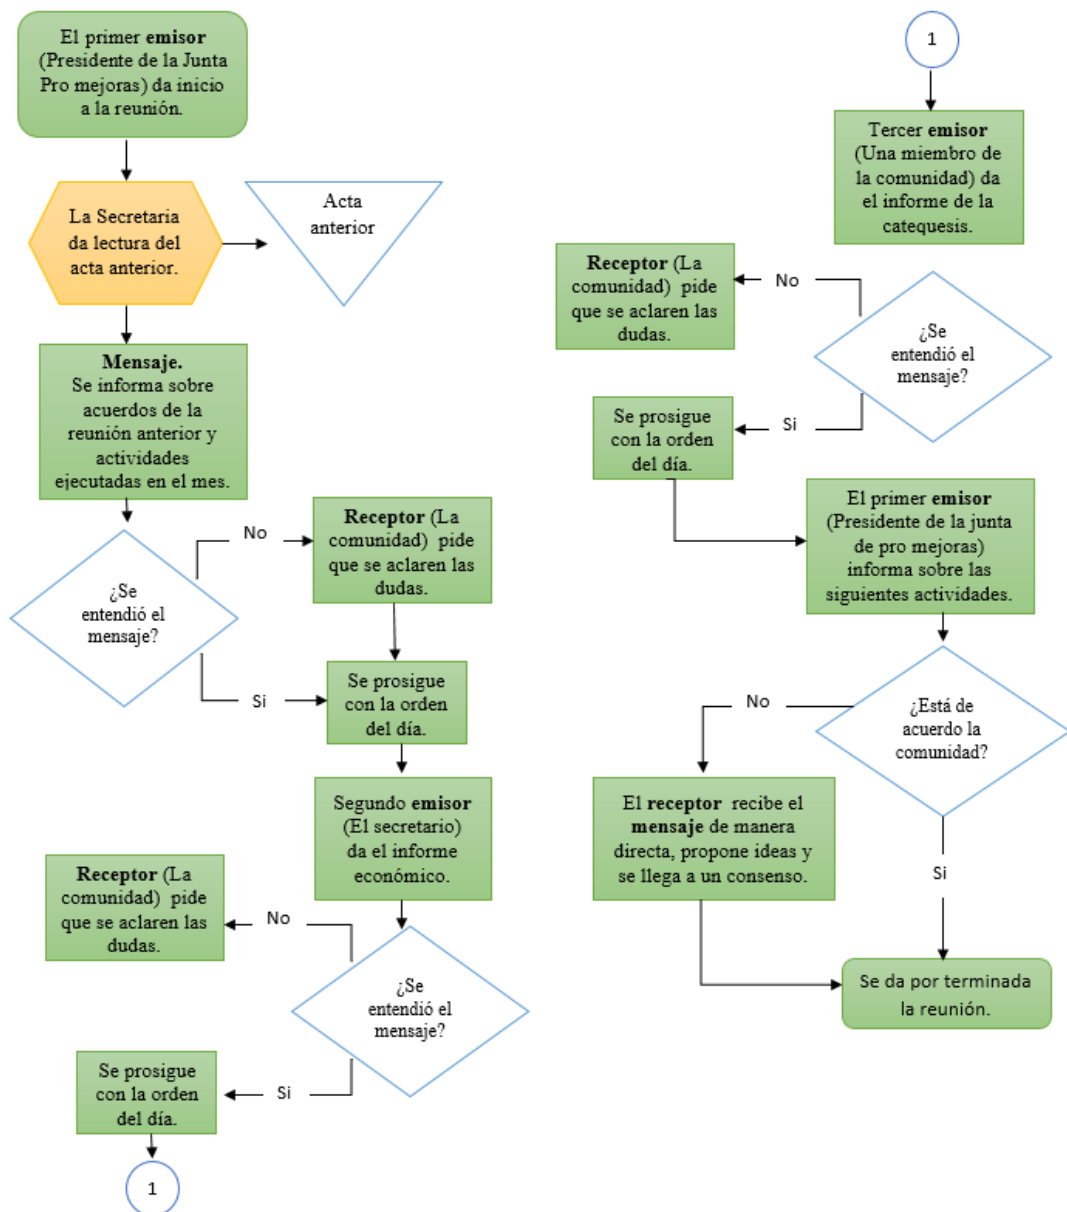 El primer emisor
(Presidente de la Junta
Pro mejoras) da inicio
a la reunión.
La Secretaria
da lectura del
acta anterior.
Acta
anterior
Mensaje.
Se informa sobre
acuerdos de la
reunión anterior y
actividades
ejecutadas en el mes.
¿Se
entendió el
mensaje?
No
Receptor (La
comunidad) pide
que se aclaren las
dudas.
Si
Se prosigue
con la orden
del día.
Segundo emisor
(El secretario)
da el informe
económico.
¿Se
entendió el
mensaje?
No
Receptor (La
comunidad) pide
que se aclaren las
dudas.
Si
Se prosigue
con la orden
del día.
1
1
Tercer emisor
(Una miembro de
la comunidad) da
el informe de la
catequesis.
¿Se
entendió el
mensaje?
No
Receptor (La
comunidad) pide
que se aclaren las
dudas.
Si
Se prosigue
con la orden
del día.
El primer emisor
(Presidente de la junta
de pro mejoras)
informa sobre las
siguientes actividades.
¿Está de
acuerdo la
comunidad?
No
El receptor recibe el
mensaje de manera
directa, propone ideas y
se llega a un consenso.
Si
Se da por terminada
la reunión.